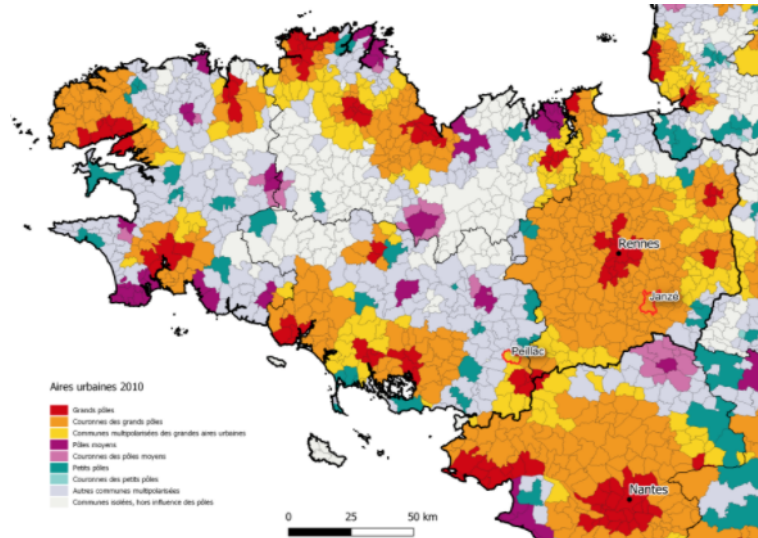 Rennes
Janzé
Peillac
Nantes
Aires urbaines 2010
Grands pôles
Couronnes des grands pôles
Communes multipolarisées des grandes aires urbaines
Pôles moyens
Couronnes des pôles moyens
Petits pôles
Couronnes des petits pôles
Autres communes multipolarisées
Communes isolées, hors influence des pôles
0 25 50 km